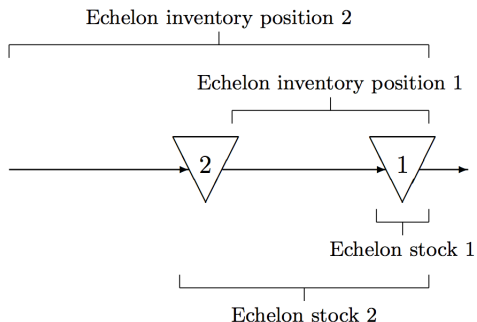 Echelon inventory position 2
Echelon inventory position 1
2
1
Echelon stock 1
Echelon stock 2